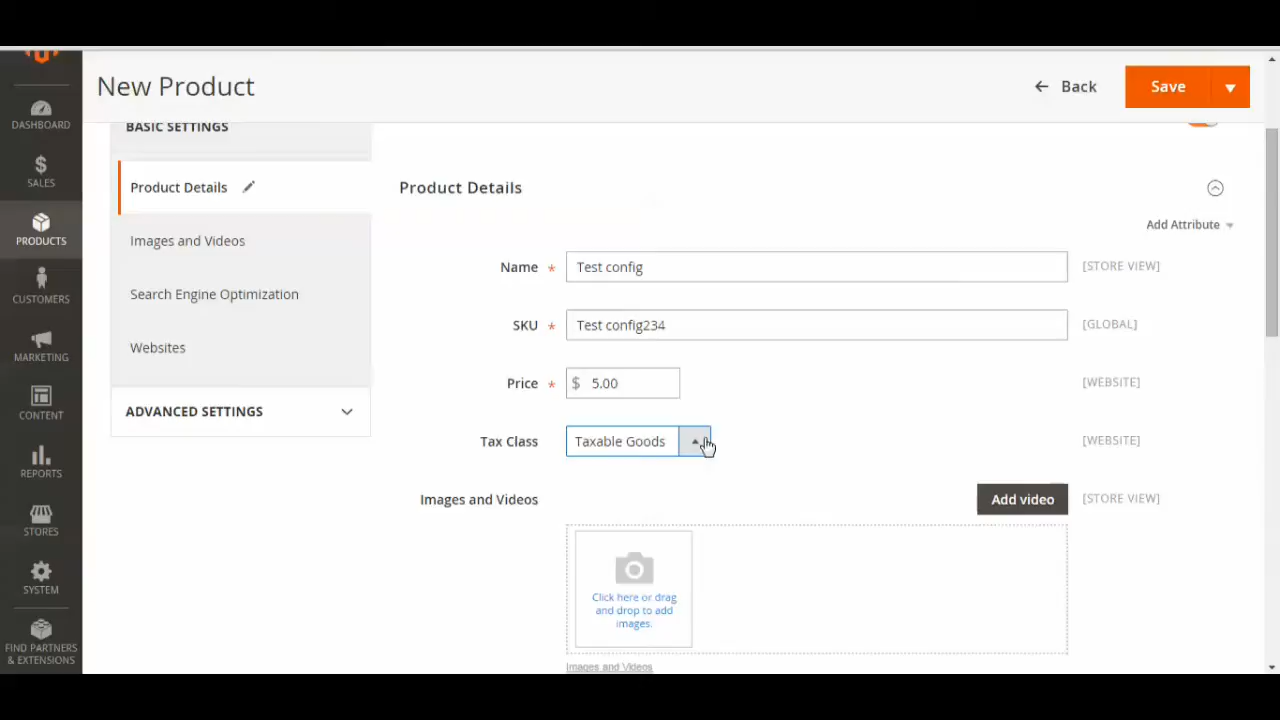 New Product
Back
Save
DASHBOARD
SALES
PRODUCTS
CUSTOMERS
MARKETING
CONTENT
REPORTS
STORES
SYSTEM
FIND PARTNERS
& EXTENSIONS
BASIC SETTINGS
Product Details
Images and Videos
Search Engine Optimization
Websites
ADVANCED SETTINGS
Product Details
Add Attribute
Name * Test config [STORE VIEW]
SKU * Test config234 [GLOBAL]
Price * $ 5.00 [WEBSITE]
Tax Class Taxable Goods [WEBSITE]
Images and Videos Add video [STORE VIEW]
Click here or drag
and drop to add
images.
Images and Videos